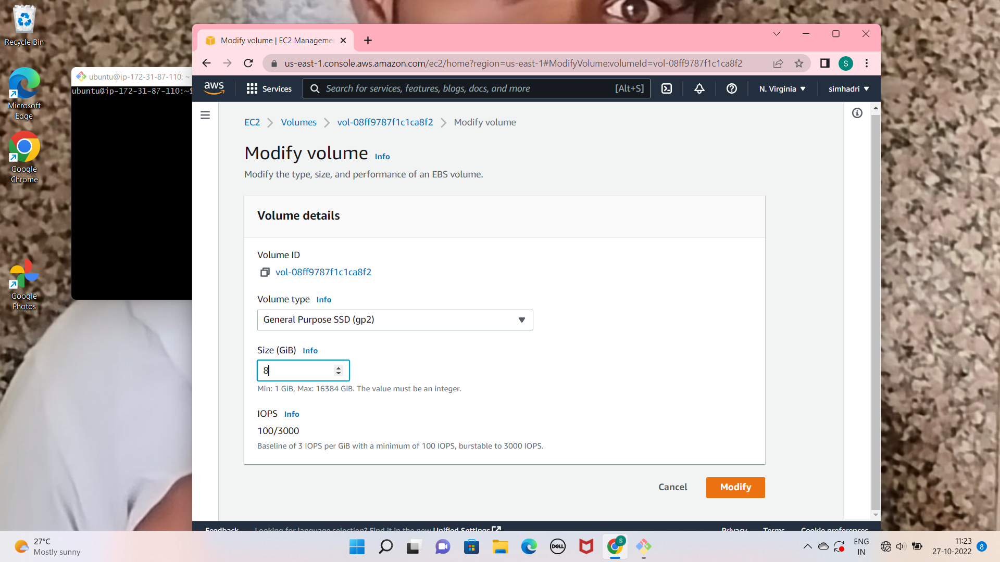 Recycle Bin
Microsoft
Edge
Google
Chrome
Google
Photos
ubuntu@ip-172-31-87-110: ~
ubuntu@ip-172-31-87-110:~$
Modify volume | EC2 Manageme
us-east-1.console.aws.amazon.com/ec2/home?region=us-east-1#ModifyVolume:volumeId=vol-08ff9787f1c1ca8f2
S
aws
Services
Search for services, features, blogs, docs, and more
[Alt+S]
N. Virginia
simhadri
EC2
Volumes
vol-08ff9787f1c1ca8f2
Modify volume
Modify volume Info
Modify the type, size, and performance of an EBS volume.
Volume details
Volume ID
vol-08ff9787f1c1ca8f2
Volume type Info
General Purpose SSD (gp2)
Size (GiB) Info
8
Min: 1 GiB, Max: 16384 GiB. The value must be an integer.
IOPS Info
100/3000
Baseline of 3 IOPS per GiB with a minimum of 100 IOPS, burstable to 3000 IOPS.
Cancel
Modify
Feedback
Looking for language selection? Find it in the new Unified Settings
Privacy
Terms
Cookie preferences
27°C
Mostly sunny
DELL
S
ENG
IN
11:23
27-10-2022
8